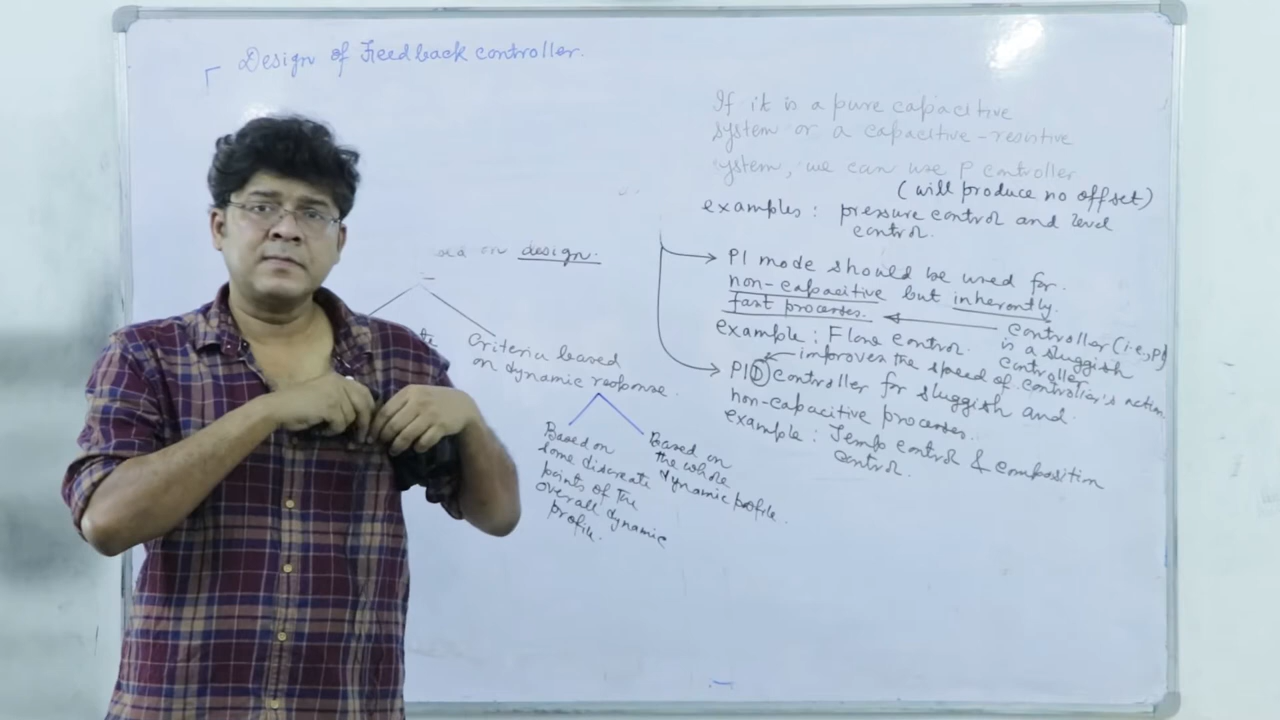 Design of Feedback controller.
If it is a pure capacitive
system or a capacitive-resistive
system, we can use P controller
(will produce no offset)
examples: pressure control and level
control.
on design.
PI mode should be used for
non-capacitive but inherently
fast processes.
controller (i.e., PI)
is a sluggish
controller
example: Flow control.
improves the speed of controller's action
PID controller for sluggish and
non-capacitive processes.
example: Temp control & composition
control.
Criteria based
on dynamic response.
Based on
some discreate
points of the
overall dynamic
profile.
Based on
the whole
dynamic profile.